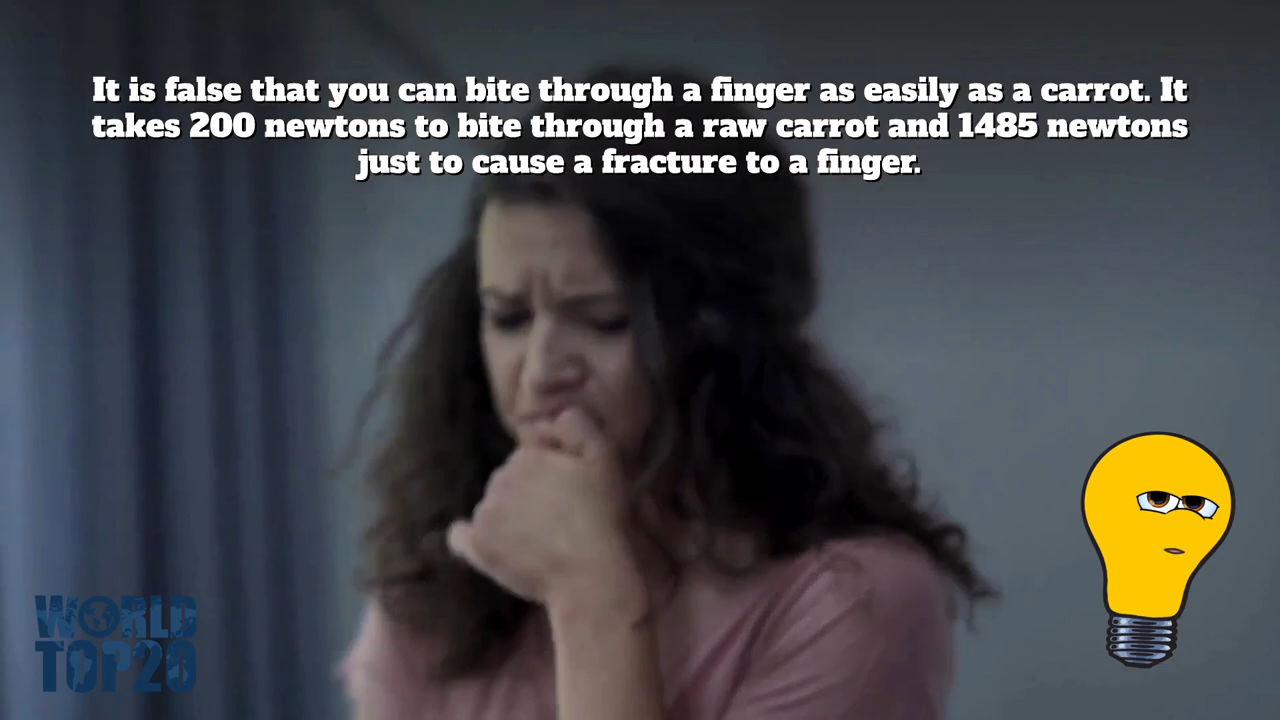 It is false that you can bite through a finger as easily as a carrot. It
takes 200 newtons to bite through a raw carrot and 1485 newtons
just to cause a fracture to a finger.
WORLD
TOP20